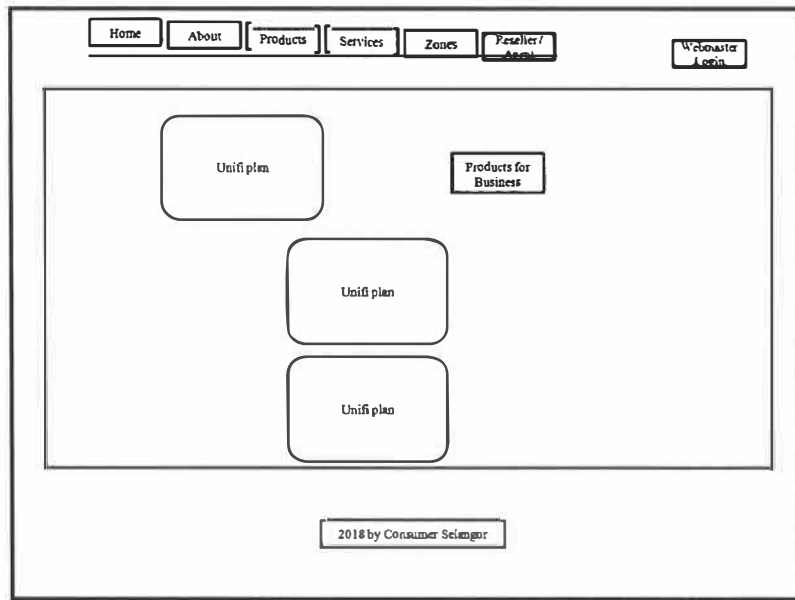 Home
About
Products
Services
Zones
Reseller /
Agent
Webmaster
Login
Unifi plan
Products for
Business
Unifi plan
Unifi plan
2018 by Consumer Selangor